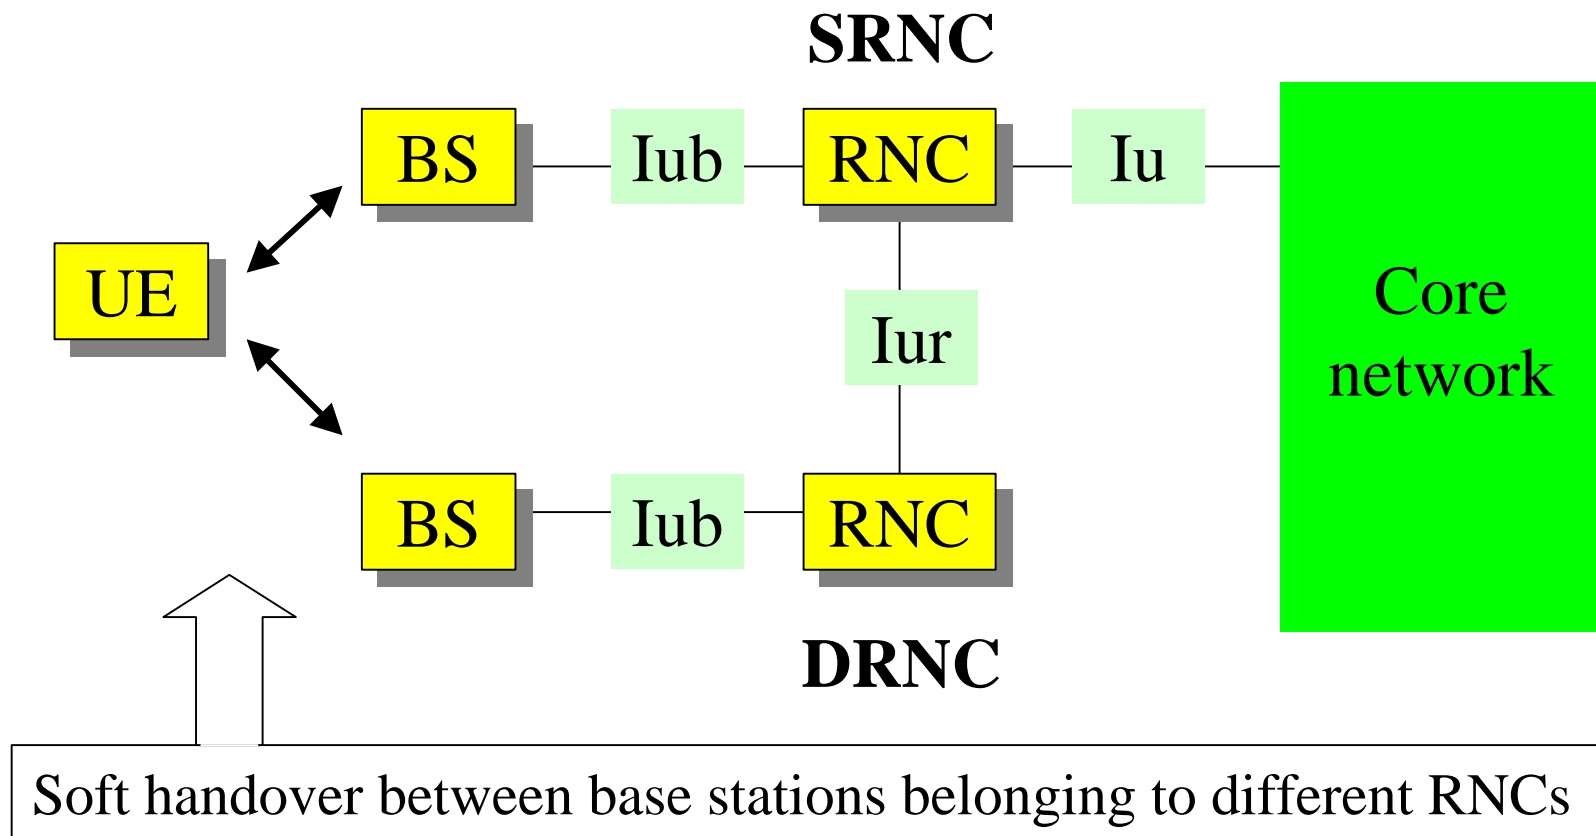 SRNC
BS
Iub
RNC
Iu
UE
Core
network
Iur
BS
Iub
RNC
DRNC
Soft handover between base stations belonging to different RNCs